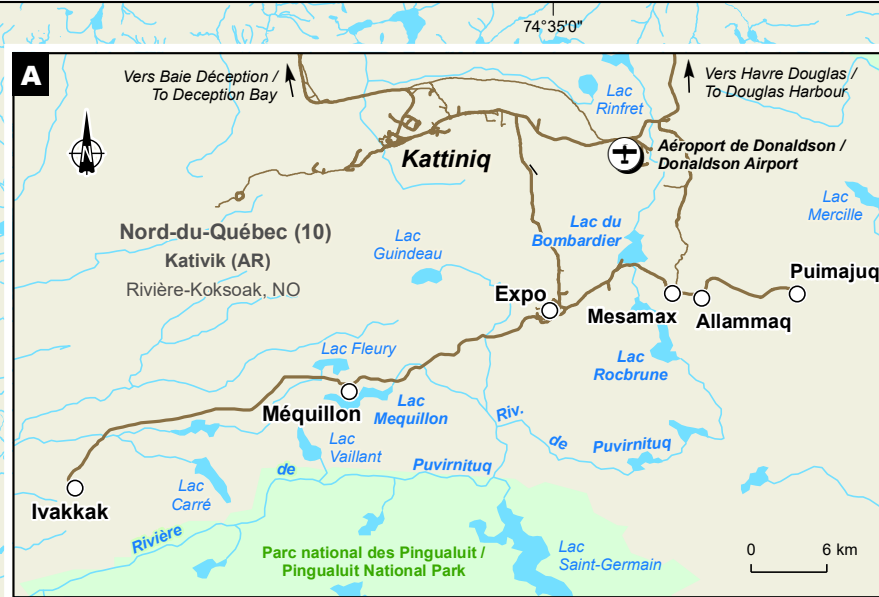 74°35'0"
A
Vers Baie Déception /
To Deception Bay
Vers Havre Douglas /
To Douglas Harbour
Lac
Rinfret
N
Kattiniq
Aéroport de Donaldson /
Donaldson Airport
Lac
Mercille
Nord-du-Québec (10)
Kativik (AR)
Rivière-Koksoak, NO
Lac
Guindeau
Lac du
Bombardier
Puimajuq
Expo
Mesamax
Allammaq
Lac Fleury
Lac
Rocbrune
Méquillon
Lac
Mequillon
Riv.
de
Puvirnituq
Lac
Vaillant
Ivakkak
Lac
Carré
Rivière
de
Puvirnituq
Parc national des Pingualuit /
Pingualuit National Park
Lac
Saint-Germain
0 6 km